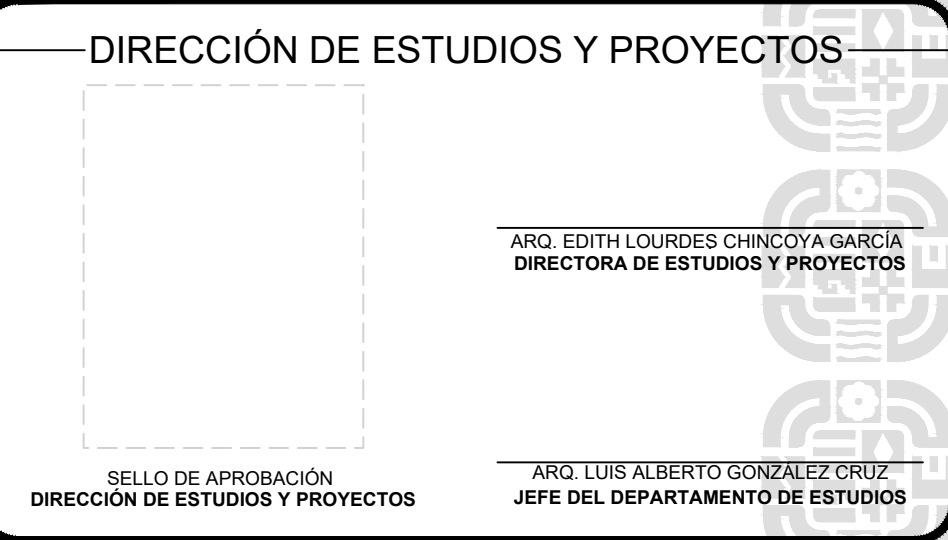 DIRECCIÓN DE ESTUDIOS Y PROYECTOS
ARQ. EDITH LOURDES CHINCOYA GARCÍA
DIRECTORA DE ESTUDIOS Y PROYECTOS
SELLO DE APROBACIÓN
DIRECCIÓN DE ESTUDIOS Y PROYECTOS
ARQ. LUIS ALBERTO GONZÁLEZ CRUZ
JEFE DEL DEPARTAMENTO DE ESTUDIOS